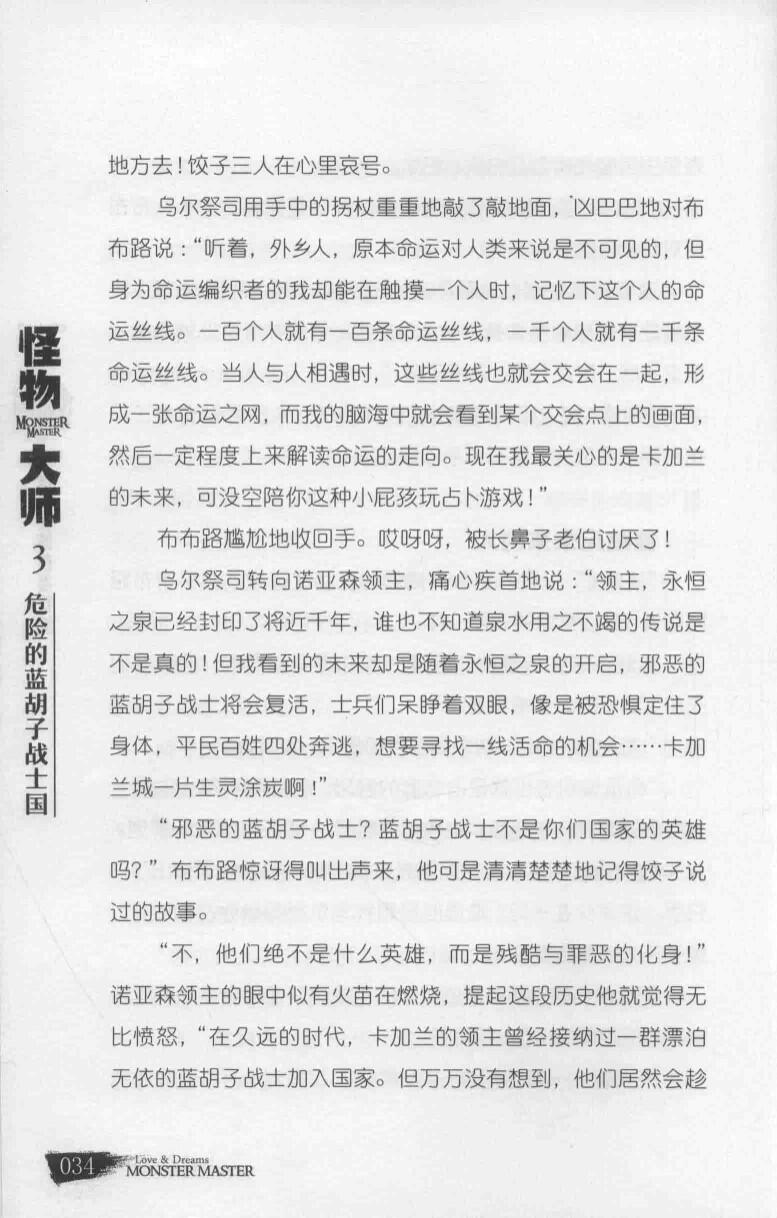 地方去！饺子三人在心里哀号。
乌尔祭司用手中的拐杖重重地敲了敲地面，凶巴巴地对布
布路说：“听着，外乡人，原本命运对人类来说是不可见的，但
身为命运编织者的我却能在触摸一个人时，记忆下这个人的命
运丝线。一百个人就有一百条命运丝线，一千个人就有一千条
命运丝线。当人与人相遇时，这些丝线也就会交会在一起，形
成一张命运之网，而我的脑海中就会看到某个交会点上的画面，
然后一定程度上来解读命运的走向。现在我最关心的是卡加兰
的未来，可没空陪你这种小屁孩玩占卜游戏！”
布布路尴尬地收回手。哎呀呀，被长鼻子老伯讨厌了！
乌尔祭司转向诺亚森领主，痛心疾首地说：“领主，永恒
之泉已经封印了将近千年，谁也不知道泉水用之不竭的传说是
不是真的！但我看到的未来却是随着永恒之泉的开启，邪恶的
蓝胡子战士将会复活，士兵们呆睁着双眼，像是被恐惧定住了
身体，平民百姓四处奔逃，想要寻找一线活命的机会……卡加
兰城一片生灵涂炭啊！”
“邪恶的蓝胡子战士？蓝胡子战士不是你们国家的英雄
吗？”布布路惊讶得叫出声来，他可是清清楚楚地记得饺子说
过的故事。
“不，他们绝不是什么英雄，而是残酷与罪恶的化身！”
诺亚森领主的眼中似有火苗在燃烧，提起这段历史他就觉得无
比愤怒，“在久远的时代，卡加兰的领主曾经接纳过一群漂泊
无依的蓝胡子战士加入国家。但万万没有想到，他们居然会趁
怪物
MONSTER
MASTER
大师
3
危险的蓝胡子战士国
034
Love & Dreams
MONSTER MASTER